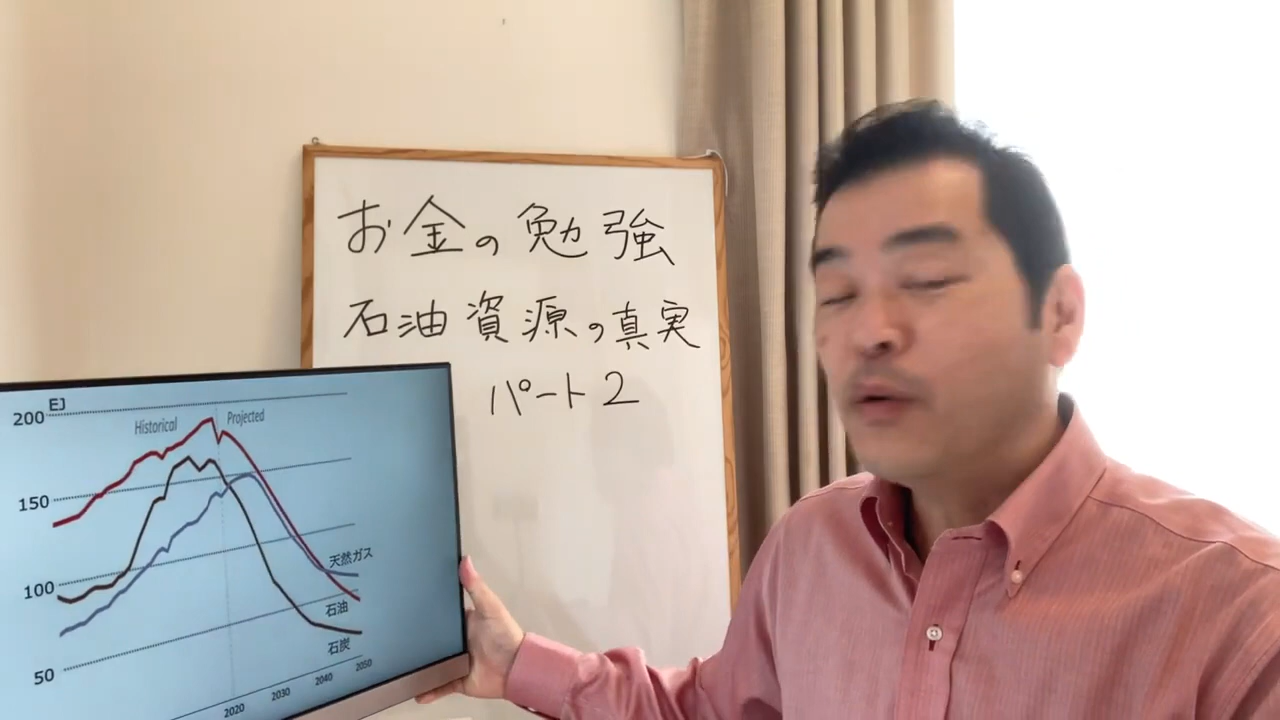 お金の勉強
石油資源の真実
パート2
EJ
200
Historical
Projected
150
100
50
天然ガス
石油
石炭
2020
2030
2040
2050